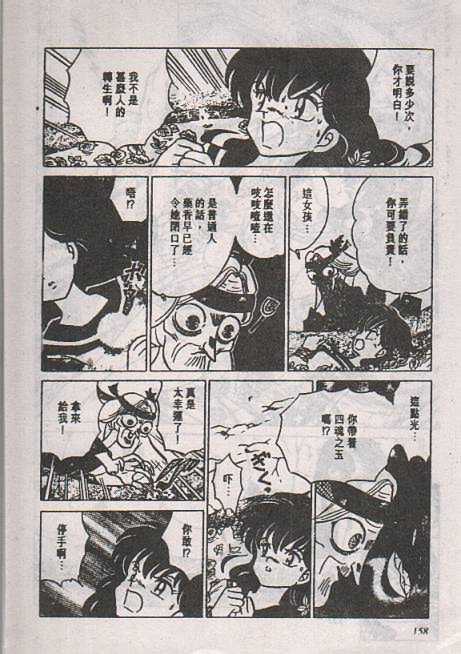 要說多少次，
你才明白！
我不是
甚麼人的
轉生啊！
弄錯了的話，
你可要負責！
這女孩…
怎麼還在
吱吱喳喳…
是普通人
的話，
藥香早已經
令她閉口了…
唔!?
這點光…
你帶着
四魂之玉
嗎!?
吓…
真是
太幸運了！
拿來
給我！
你敢!?
停手啊…
158